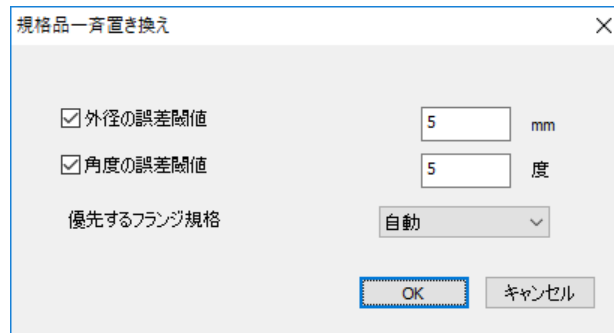 規格品一斉置き換え
外径の誤差閾値 5 mm
角度の誤差閾値 5 度
優先するフランジ規格 自動
OK キャンセル